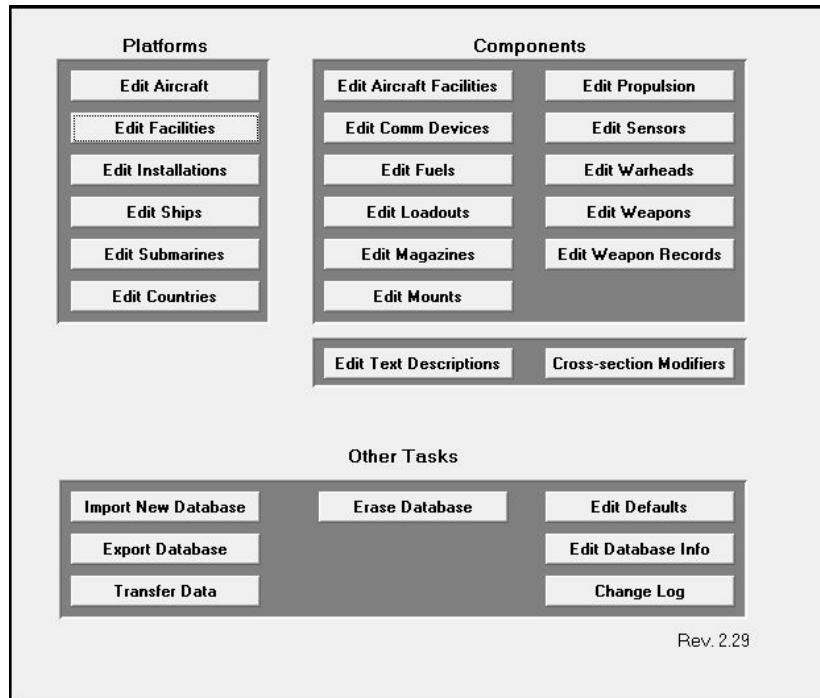 Platforms
Edit Aircraft
Edit Facilities
Edit Installations
Edit Ships
Edit Submarines
Edit Countries
Components
Edit Aircraft Facilities
Edit Comm Devices
Edit Fuels
Edit Loadouts
Edit Magazines
Edit Mounts
Edit Propulsion
Edit Sensors
Edit Warheads
Edit Weapons
Edit Weapon Records
Edit Text Descriptions
Cross-section Modifiers
Other Tasks
Import New Database
Export Database
Transfer Data
Erase Database
Edit Defaults
Edit Database Info
Change Log
Rev. 2.29